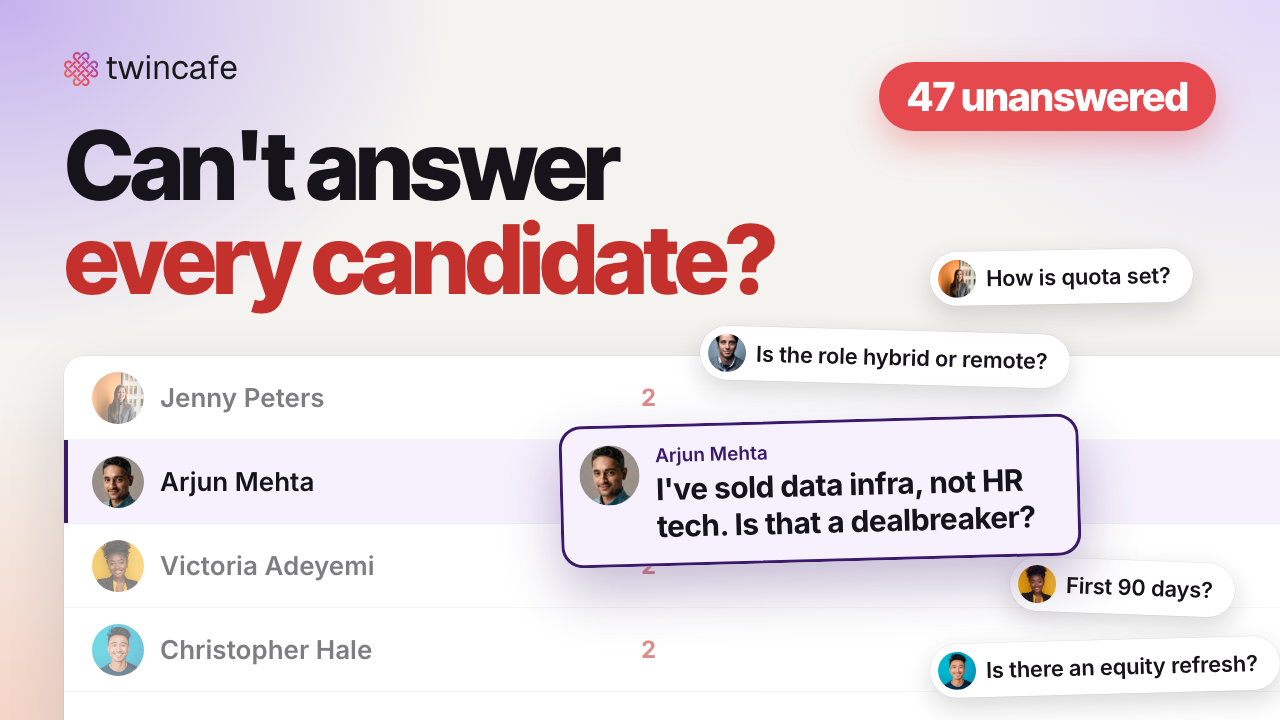 twincafe
47 unanswered
Can't answer
every candidate?
How is quota set?
Is the role hybrid or remote?
Jenny Peters
2
Arjun Mehta
Arjun Mehta
I've sold data infra, not HR
tech. Is that a dealbreaker?
Victoria Adeyemi
2
First 90 days?
Christopher Hale
2
Is there an equity refresh?